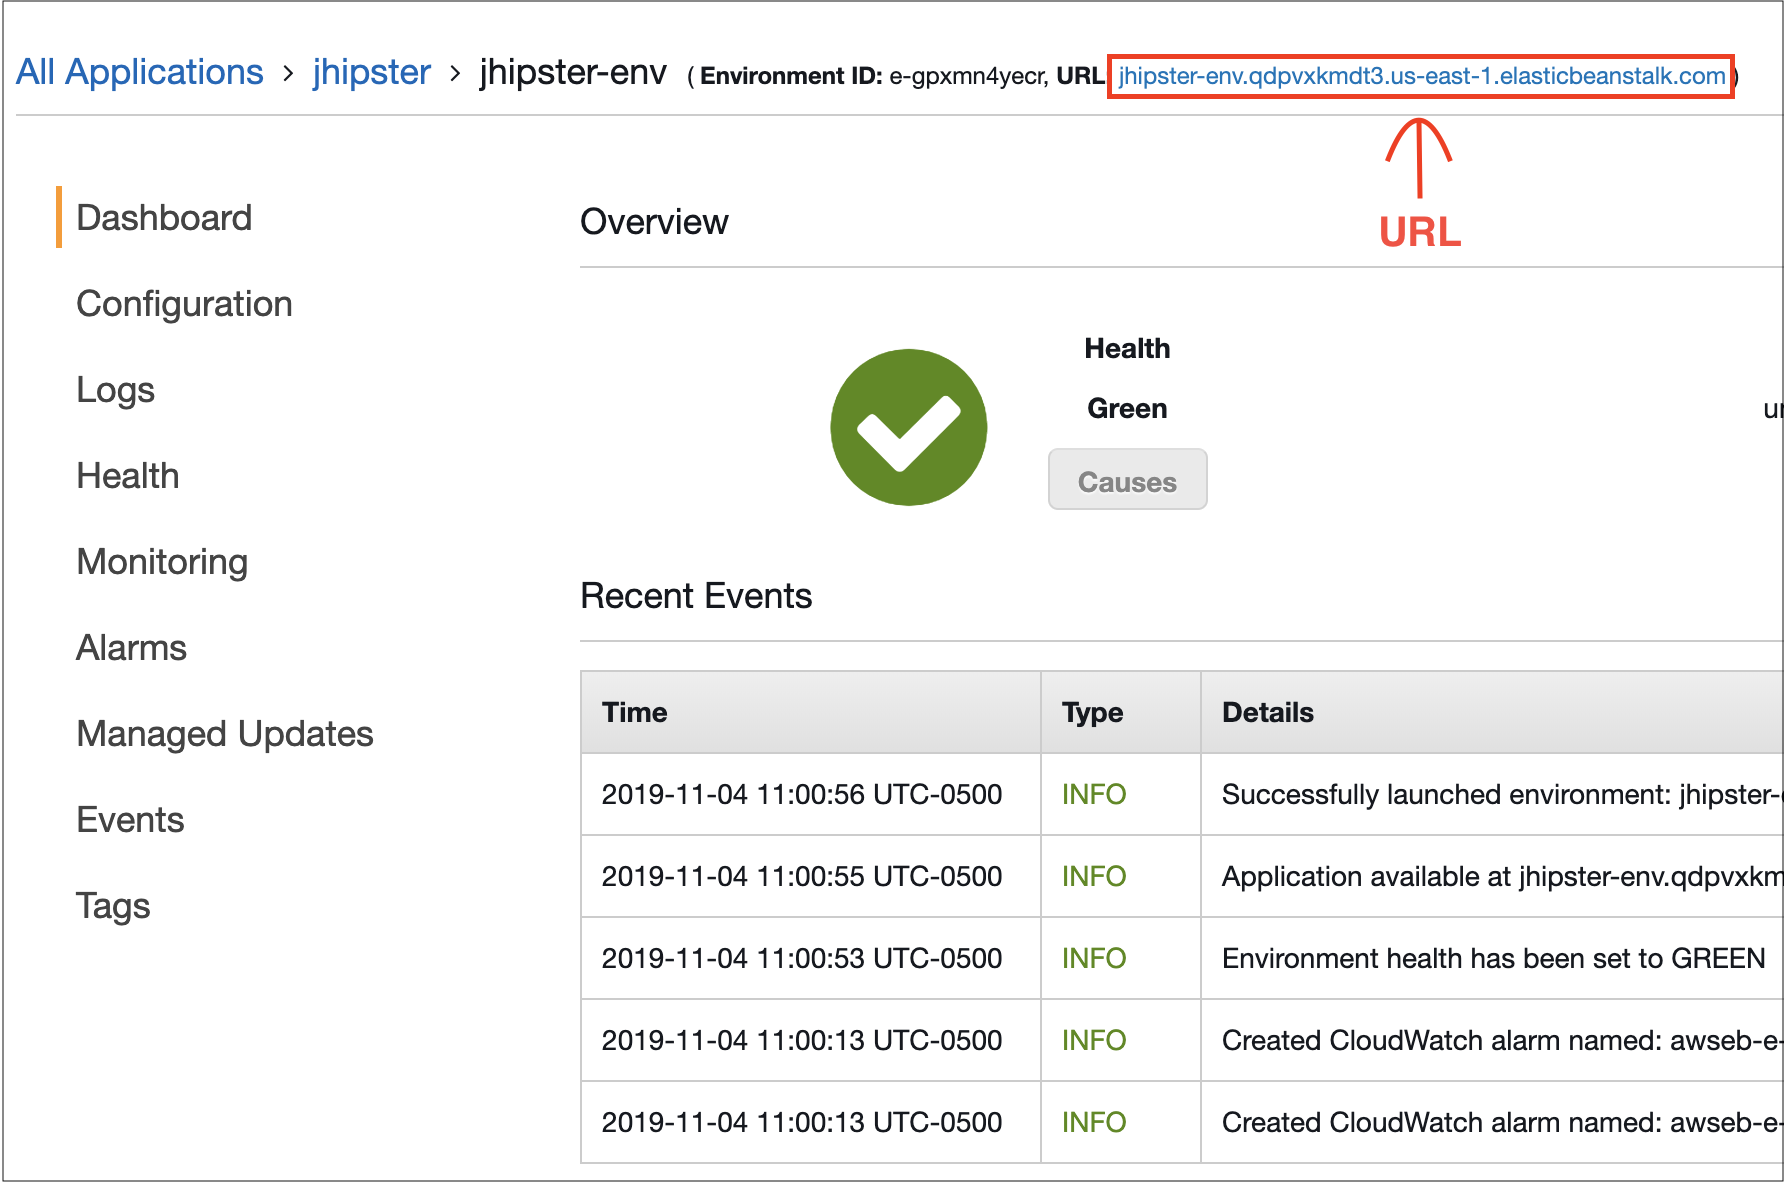 All Applications > jhipster > jhipster-env ( Environment ID: e-gpxmn4yecr, URL jhipster-env.qdpvxkmdt3.us-east-1.elasticbeanstalk.com )
URL
Dashboard
Configuration
Logs
Health
Monitoring
Alarms
Managed Updates
Events
Tags
Overview
Health
Green
Causes
Recent Events
Time Type Details
2019-11-04 11:00:56 UTC-0500 INFO Successfully launched environment: jhipster-
2019-11-04 11:00:55 UTC-0500 INFO Application available at jhipster-env.qdpvxkm
2019-11-04 11:00:53 UTC-0500 INFO Environment health has been set to GREEN
2019-11-04 11:00:13 UTC-0500 INFO Created CloudWatch alarm named: awseb-e-
2019-11-04 11:00:13 UTC-0500 INFO Created CloudWatch alarm named: awseb-e-